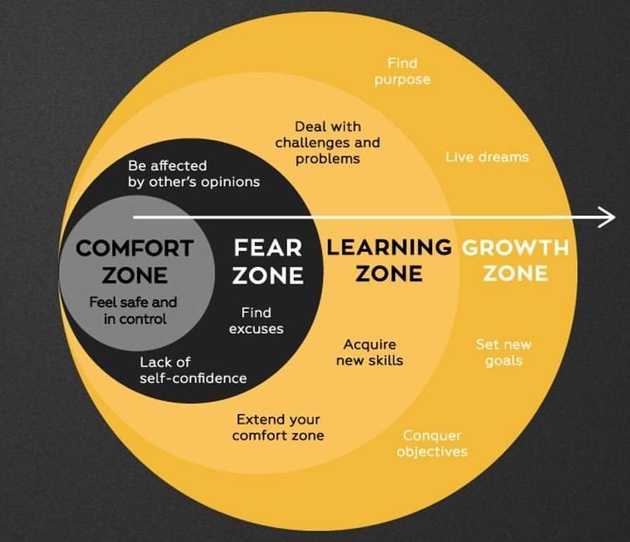 Find
purpose
Deal with
challenges and
problems
Live dreams
Be affected
by other's opinions
COMFORT
ZONE
Feel safe and
in control
FEAR
ZONE
Find
excuses
Lack of
self-confidence
LEARNING
ZONE
Acquire
new skills
Extend your
comfort zone
GROWTH
ZONE
Set new
goals
Conquer
objectives